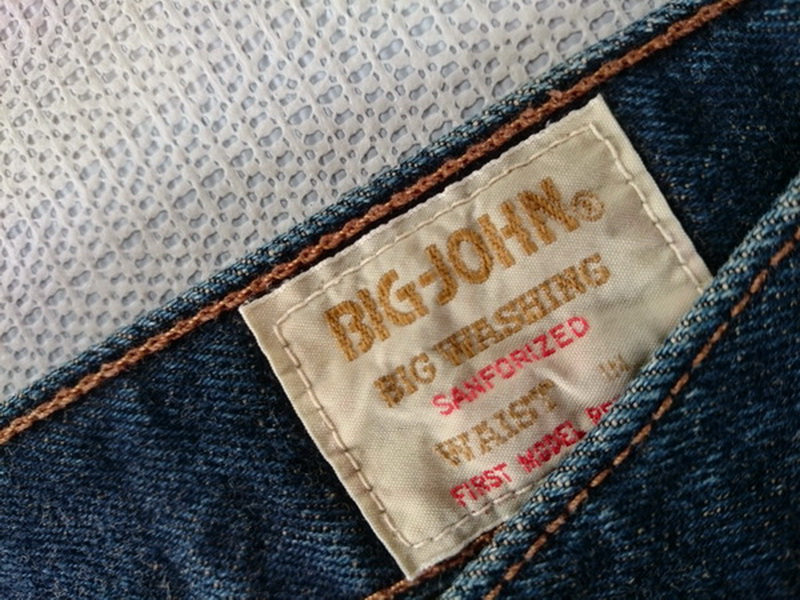 BIG-JOHN®
BIG WASHING
SANFORIZED
WAIST
FIRST MODEL